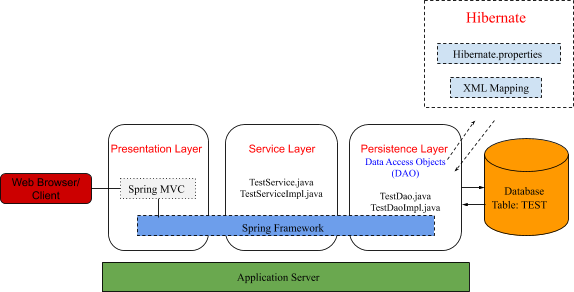 Hibernate
Hibernate.properties
XML Mapping
Presentation Layer
Service Layer
Persistence Layer
Data Access Objects
(DAO)
Web Browser/
Client
Spring MVC
TestService.java
TestServiceImpl.java
TestDao.java
TestDaoImpl.java
Database
Table: TEST
Spring Framework
Application Server